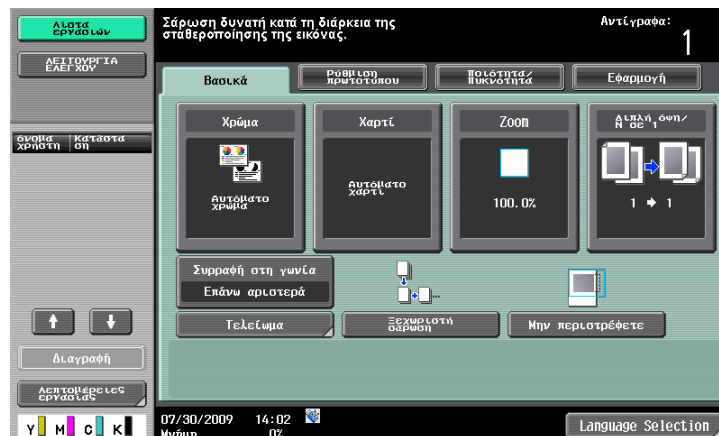 Λίστα
εργασιών
ΛΕΙΤΟΥΡΓΙΑ
ΕΛΕΓΧΟΥ
όνομα
χρήστη
Κατάστα
ση
Διαγραφή
Λεπτομέρειες
εργασίας
Y M C K
Σάρωση δυνατή κατά τη διάρκεια της
σταθεροποίησης της εικόνας.
Αντίγραφα:
1
Βασικά
Ρύθμιση
πρωτοτύπου
Ποιότητα/
πυκνότητα
Εφαρμογή
Χρώμα
Αυτόματο
χρώμα
Χαρτί
Αυτόματο
χαρτί
Zoom
100.0%
Διπλή όψη/
N σε 1
1 → 1
Συρραφή στη γωνία
Επάνω αριστερά
Τελείωμα
Ξεχωριστή
σάρωση
Μην περιστρέφετε
07/30/2009 14:02
Μνήμη 0%
Language Selection